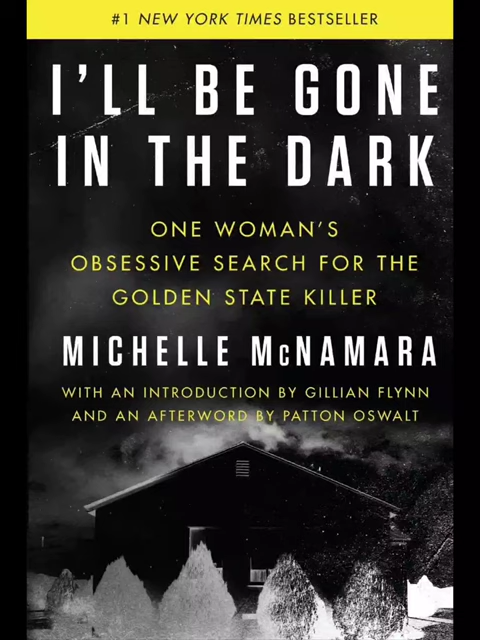 #1 NEW YORK TIMES BESTSELLER
I'LL BE GONE
IN THE DARK
ONE WOMAN'S
OBSESSIVE SEARCH FOR THE
GOLDEN STATE KILLER
MICHELLE McNAMARA
WITH AN INTRODUCTION BY GILLIAN FLYNN
AND AN AFTERWORD BY PATTON OSWALT